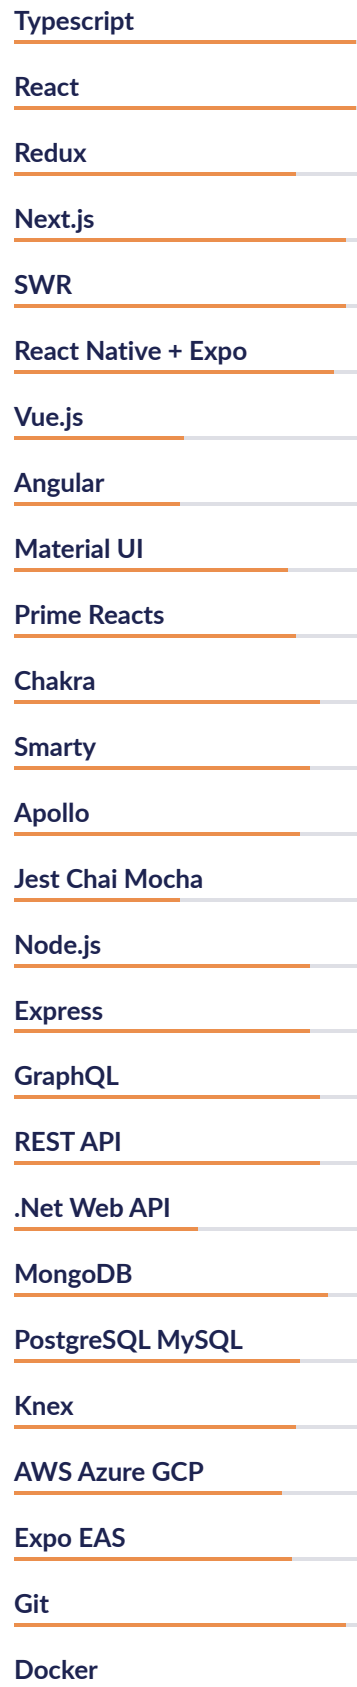 Typescript
React
Redux
Next.js
SWR
React Native + Expo
Vue.js
Angular
Material UI
Prime Reacts
Chakra
Smarty
Apollo
Jest Chai Mocha
Node.js
Express
GraphQL
REST API
.Net Web API
MongoDB
PostgreSQL MySQL
Knex
AWS Azure GCP
Expo EAS
Git
Docker